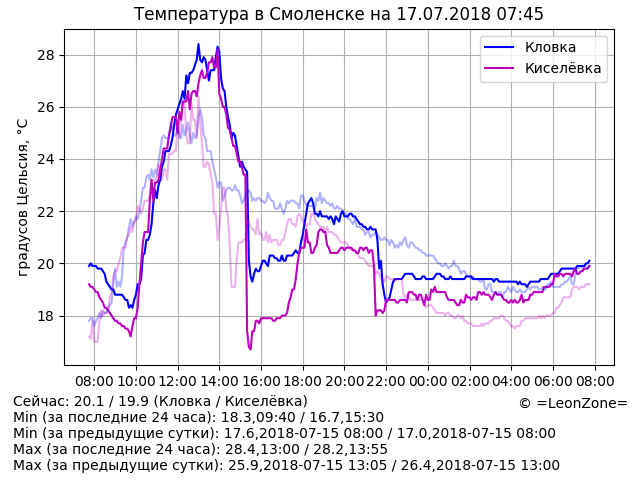 Температура в Смоленске на 17.07.2018 07:45
Кловка
Киселёвка
градусов Цельсия, °C
28
26
24
22
20
18
08:00 10:00 12:00 14:00 16:00 18:00 20:00 22:00 00:00 02:00 04:00 06:00 08:00
Сейчас: 20.1 / 19.9 (Кловка / Киселёвка)
© =LeonZone=
Min (за последние 24 часа): 18.3,09:40 / 16.7,15:30
Min (за предыдущие сутки): 17.6,2018-07-15 08:00 / 17.0,2018-07-15 08:00
Max (за последние 24 часа): 28.4,13:00 / 28.2,13:55
Max (за предыдущие сутки): 25.9,2018-07-15 13:05 / 26.4,2018-07-15 13:00